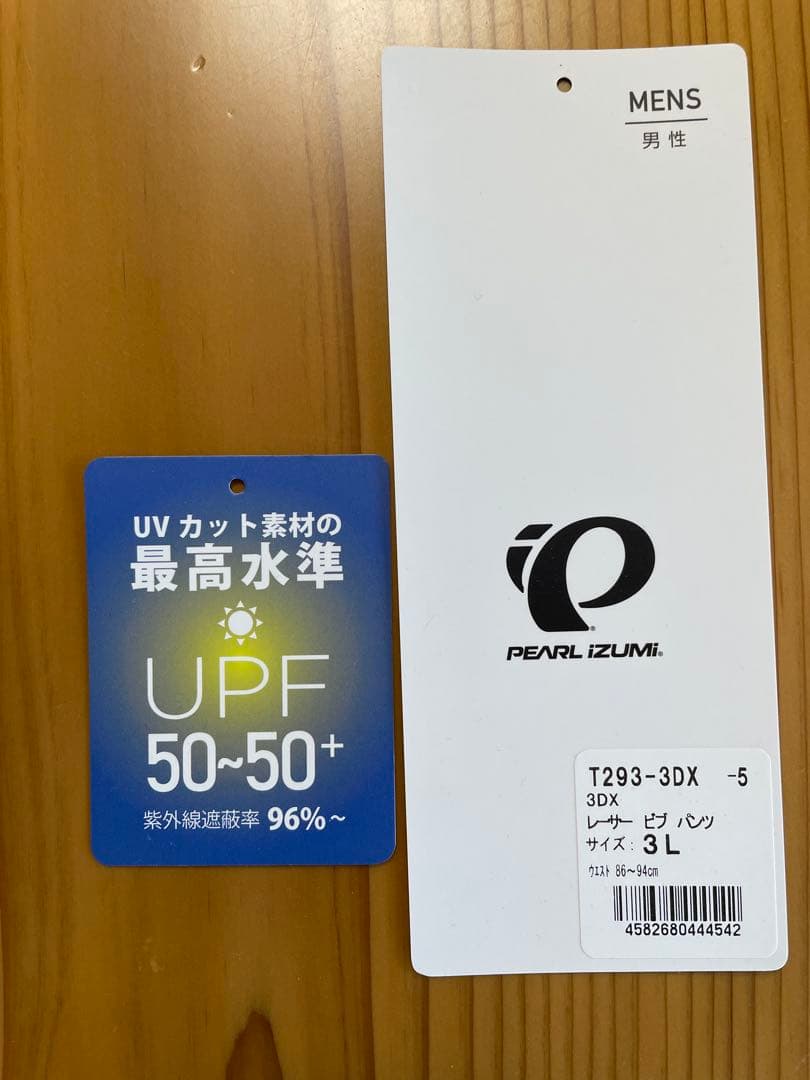 UV カット素材の
最高水準
UPF
50~50+
紫外線遮蔽率 96%~
MENS
男性
PEARL iZUMi®
T293-3DX -5
3DX
レーサー ビブ パンツ
サイズ: 3L
ウエスト 86~94cm
4582680444542